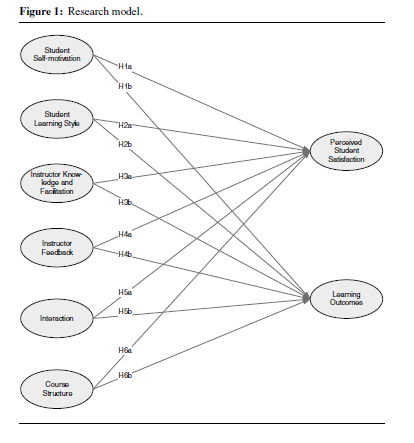 Figure 1: Research model.
Student
Self-motivation
H1a
H1b
Student
Learning Style
H2a
H2b
Perceived
Student
Satisfaction
Instructor Know-
ledge and
Facilitation
H3a
H3b
Instructor
Feedback
H4a
H4b
Learning
Outcomes
Interaction
H5a
H5b
Course
Structure
H6a
H6b